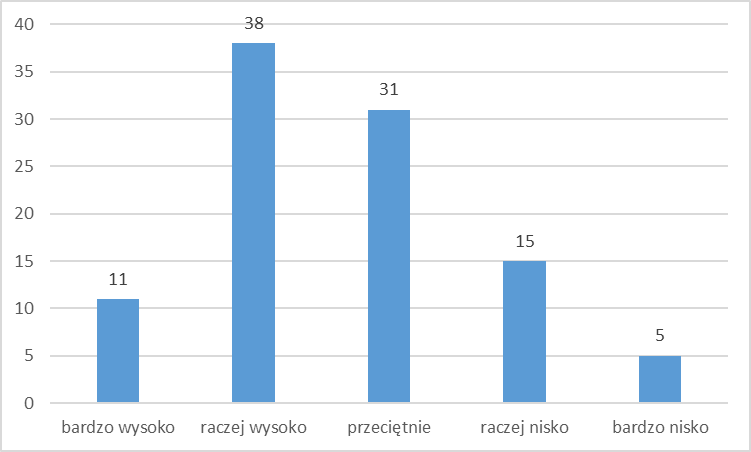 40
35
30
25
20
15
10
5
0
11
38
31
15
5
bardzo wysoko
raczej wysoko
przeciętnie
raczej nisko
bardzo nisko